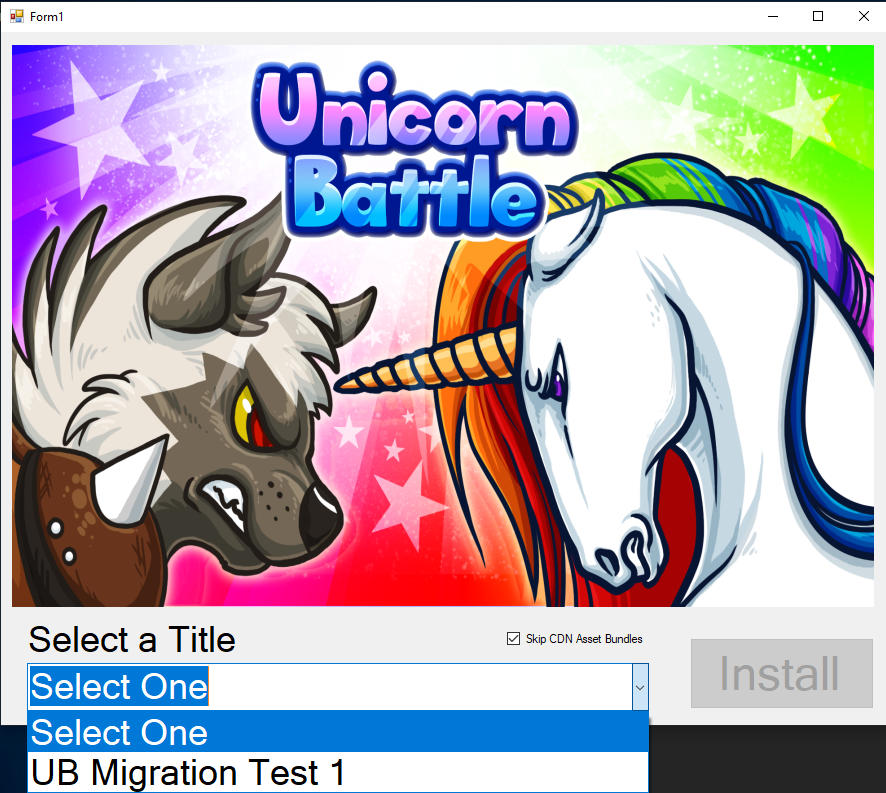 Form1
Unicorn
Battle
Select a Title
Skip CDN Asset Bundles
Select One
Install
Select One
UB Migration Test 1